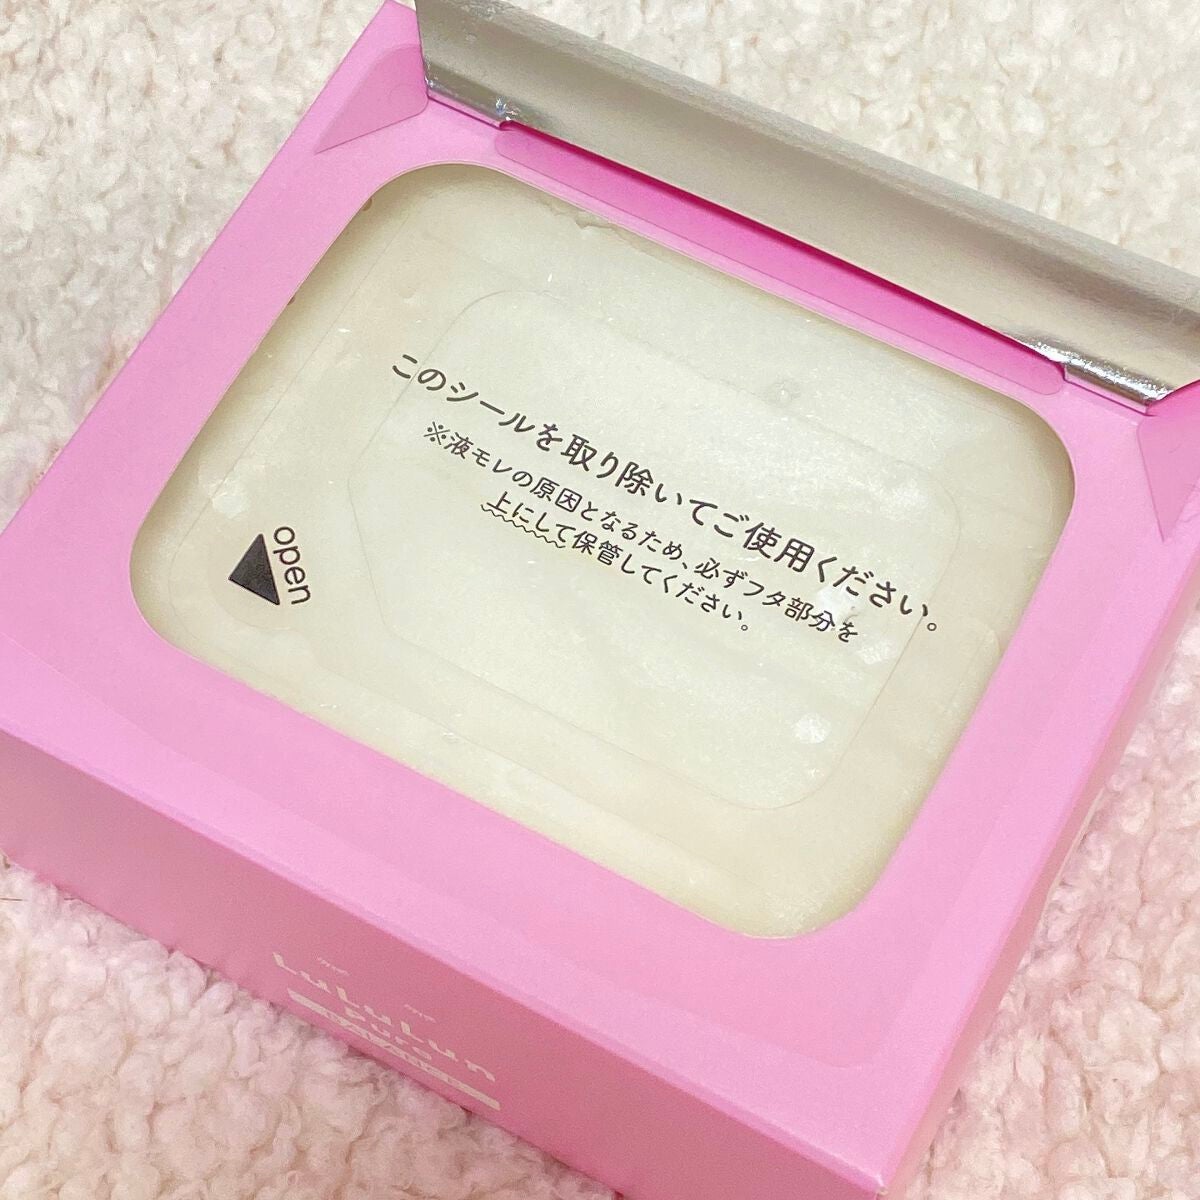 このシールを取り除いてご使用ください。
※液モレの原因となるため、必ずフタ部分を
上にして保管してください。
open
LuLuLun
Pure